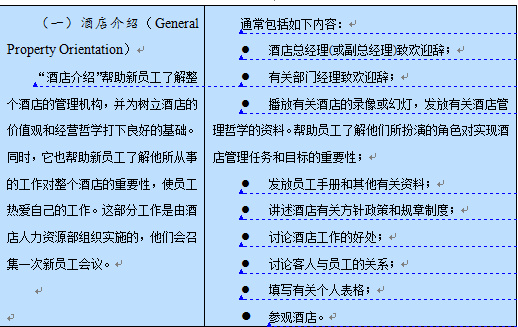 （一）酒店介绍（General
Property Orientation）
“酒店介绍”帮助新员工了解整
个酒店的管理机构，并为树立酒店的
价值观和经营哲学打下良好的基础。
同时，它也帮助新员工了解他所从事
的工作对整个酒店的重要性，使员工
热爱自己的工作。这部分工作是由酒
店人力资源部组织实施的，他们会召
集一次新员工会议。
通常包括如下内容：
● 酒店总经理(或副总经理)致欢迎辞；
● 有关部门经理致欢迎辞；
● 播放有关酒店的录像或幻灯，发放有关酒店管
理哲学的资料。帮助员工了解他们所扮演的角色对实现
酒店管理任务和目标的重要性；
● 发放员工手册和其他有关资料；
● 讲述酒店有关方针政策和规章制度；
● 讨论酒店工作的好处；
● 讨论客人与员工的关系；
● 填写有关个人表格；
● 参观酒店。